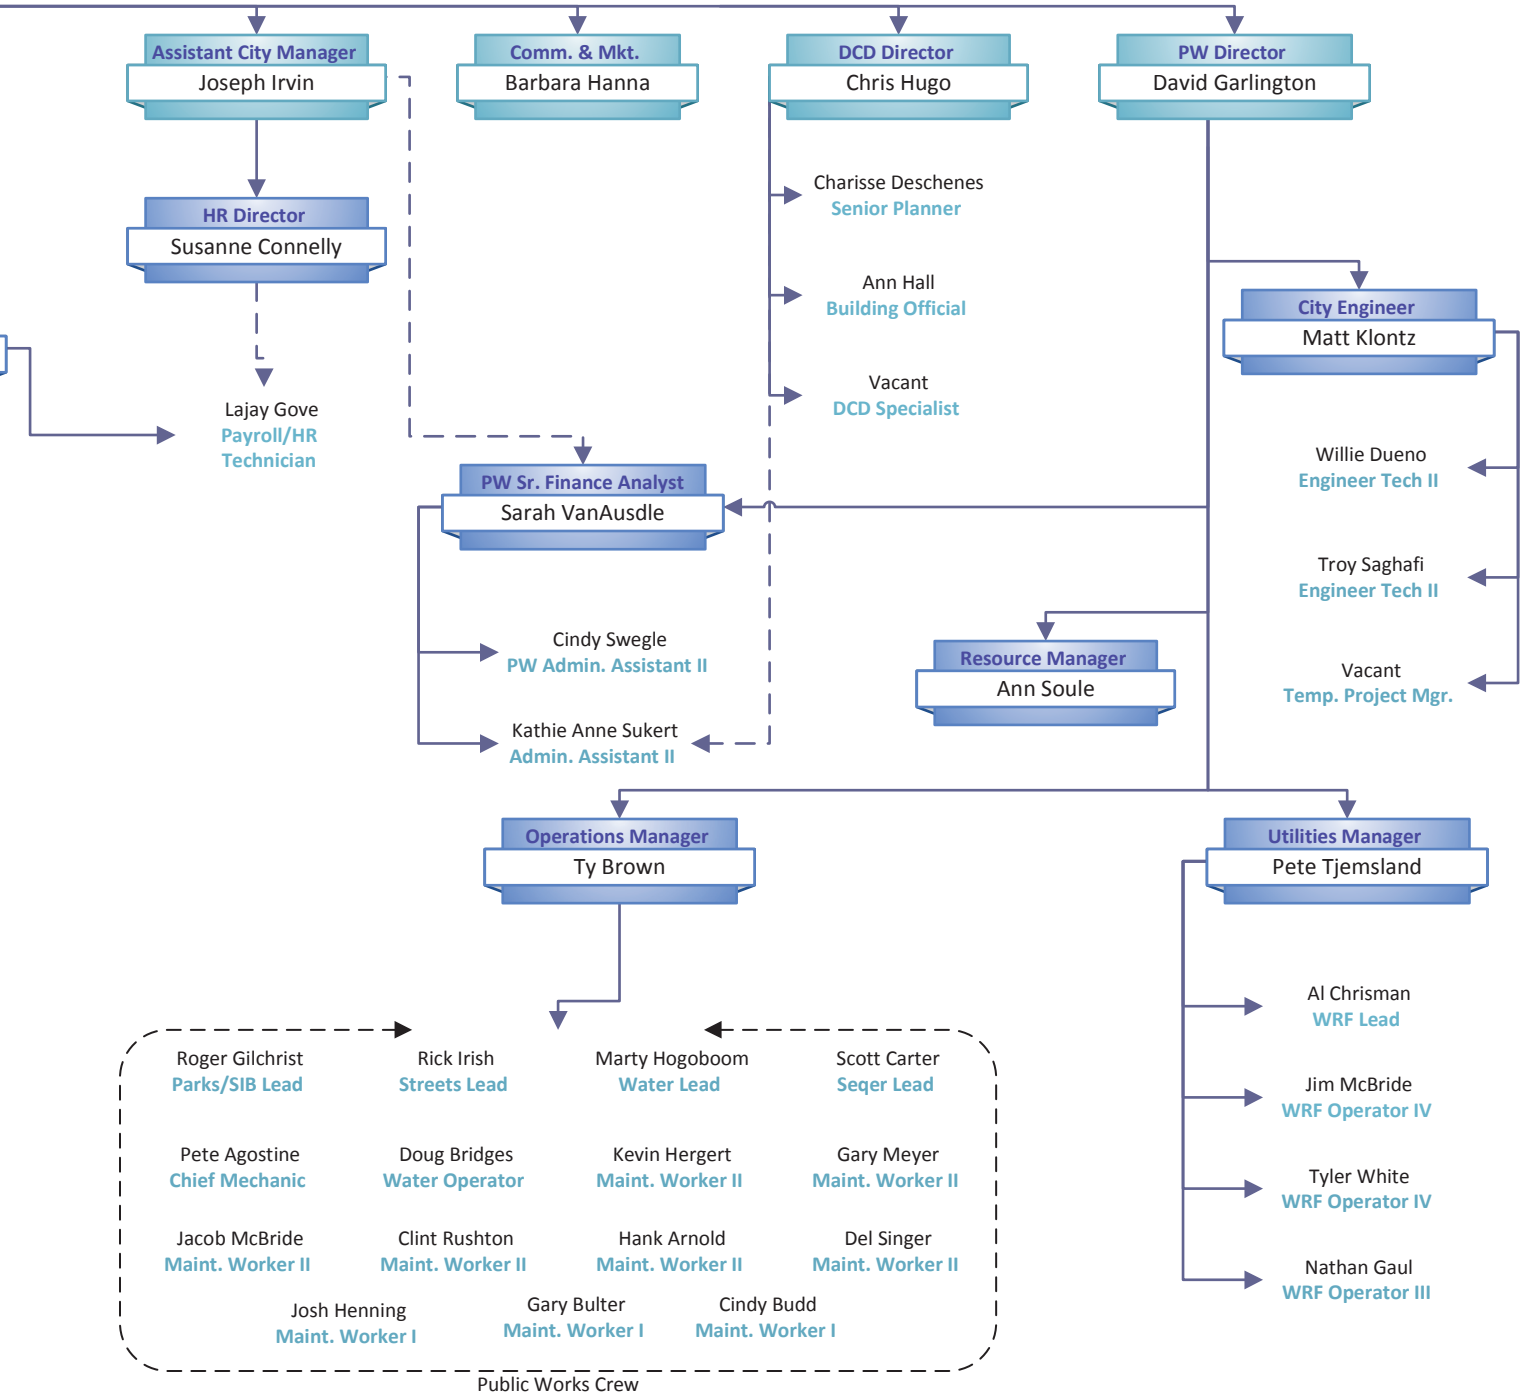 Assistant City Manager
Joseph Irvin
Comm. & Mkt.
Barbara Hanna
DCD Director
Chris Hugo
PW Director
David Garlington
HR Director
Susanne Connelly
Charisse Deschenes
Senior Planner
Ann Hall
Building Official
City Engineer
Matt Klontz
Vacant
DCD Specialist
Lajay Gove
Payroll/HR
Technician
Willie Dueno
Engineer Tech II
PW Sr. Finance Analyst
Sarah VanAusdle
Troy Saghafi
Engineer Tech II
Cindy Swegle
PW Admin. Assistant II
Resource Manager
Ann Soule
Vacant
Temp. Project Mgr.
Kathie Anne Sukert
Admin. Assistant II
Operations Manager
Ty Brown
Utilities Manager
Pete Tjemsland
Al Chrisman
WRF Lead
Jim McBride
WRF Operator IV
Tyler White
WRF Operator IV
Nathan Gaul
WRF Operator III
Roger Gilchrist
Parks/SIB Lead
Rick Irish
Streets Lead
Marty Hogoboom
Water Lead
Scott Carter
Seqer Lead
Pete Agostine
Chief Mechanic
Doug Bridges
Water Operator
Kevin Hergert
Maint. Worker II
Gary Meyer
Maint. Worker II
Jacob McBride
Maint. Worker II
Clint Rushton
Maint. Worker II
Hank Arnold
Maint. Worker II
Del Singer
Maint. Worker II
Josh Henning
Maint. Worker I
Gary Bulter
Maint. Worker I
Cindy Budd
Maint. Worker I
Public Works Crew